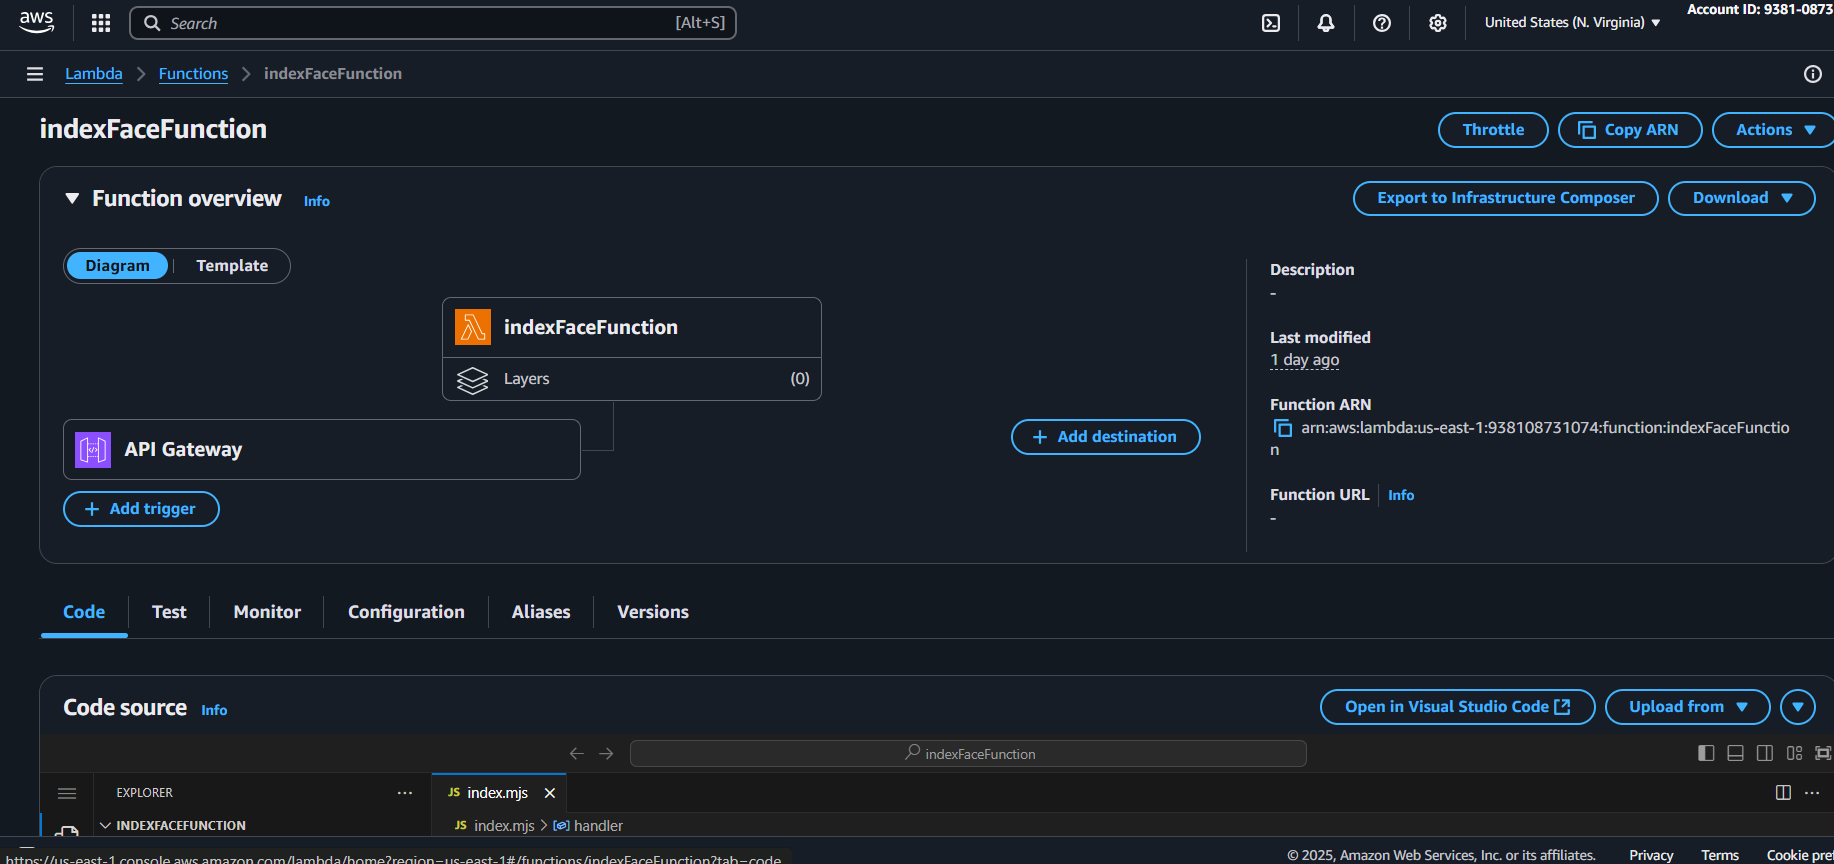 aws
Search [Alt+S]
United States (N. Virginia)
Account ID: 9381-0873
Lambda
Functions
indexFaceFunction
indexFaceFunction
Throttle
Copy ARN
Actions
Function overview Info
Export to Infrastructure Composer
Download
Diagram
Template
indexFaceFunction
Layers (0)
API Gateway
+ Add trigger
+ Add destination
Description
-
Last modified
1 day ago
Function ARN
arn:aws:lambda:us-east-1:938108731074:function:indexFaceFunctio
n
Function URL Info
-
Code
Test
Monitor
Configuration
Aliases
Versions
Code source Info
Open in Visual Studio Code
Upload from
indexFaceFunction
EXPLORER
JS index.mjs
INDEXFACEFUNCTION
JS index.mjs > handler
https://us-east-1.console.aws.amazon.com/lambda/home?region=us-east-1#/functions/indexFaceFunction?tab=code
© 2025, Amazon Web Services, Inc. or its affiliates.
Privacy
Terms
Cookie pre